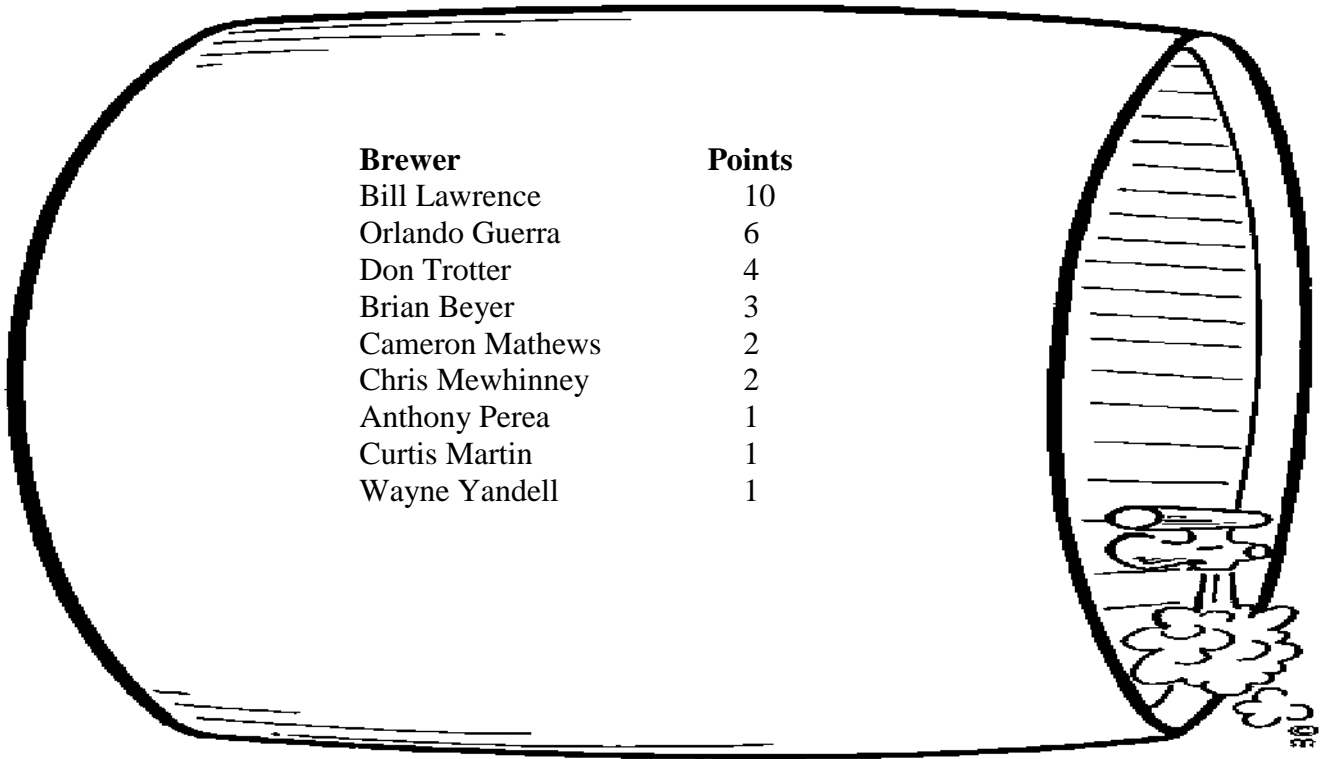 Brewer Points
Bill Lawrence 10
Orlando Guerra 6
Don Trotter 4
Brian Beyer 3
Cameron Mathews 2
Chris Mewhinney 2
Anthony Perea 1
Curtis Martin 1
Wayne Yandell 1